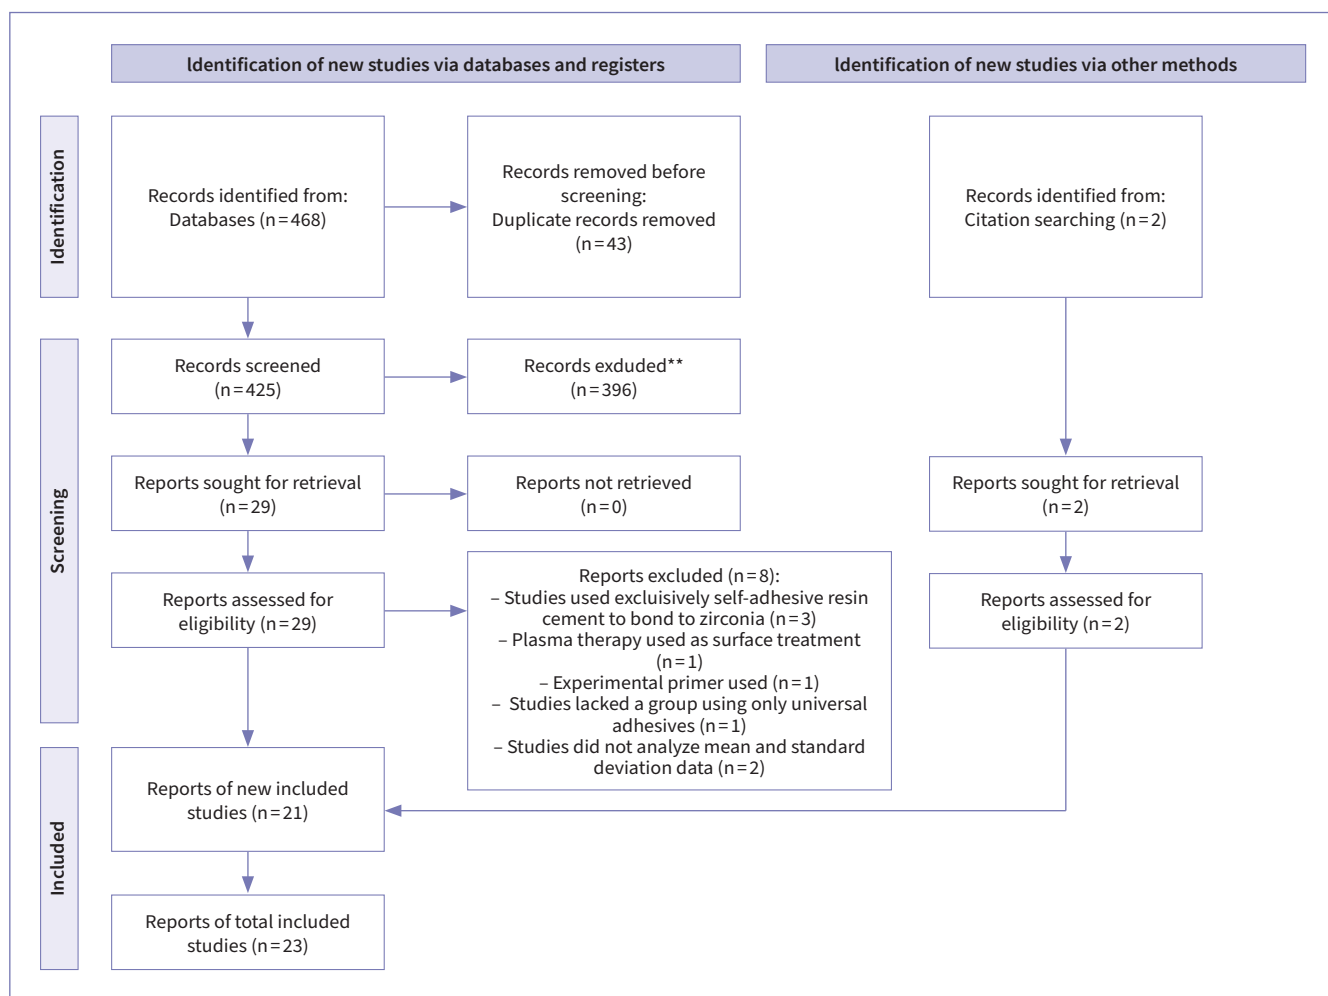 Identification of new studies via databases and registers
Identification of new studies via other methods
Identification
Records identified from:
Databases (n=468)
Records removed before
screening:
Duplicate records removed
(n=43)
Records identified from:
Citation searching (n=2)
Screening
Records screened
(n=425)
Records exduded**
(n=396)
Reports sought for retrieval
(n=29)
Reports not retrieved
(n=0)
Reports sought for retrieval
(n=2)
Reports assessed for
eligibility (n=29)
Reports excluded (n=8):
– Studies used excluisively self-adhesive resin
cement to bond to zirconia (n=3)
– Plasma therapy used as surface treatment
(n=1)
– Experimental primer used (n=1)
– Studies lacked a group using only universal
adhesives (n=1)
– Studies did not analyze mean and standard
deviation data (n=2)
Reports assessed for
eligibility (n=2)
Included
Reports of new included
studies (n=21)
Reports of total included
studies (n=23)